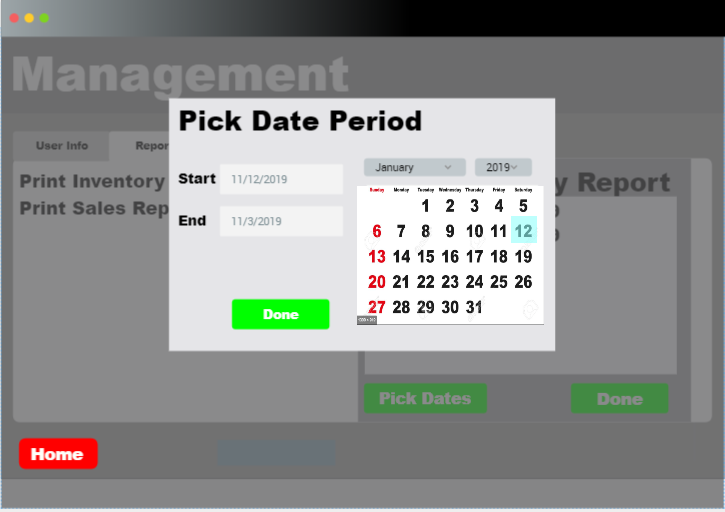 Management
Pick Date Period
User Info
Repor
January
2019
Start
11/12/2019
Print Inventory
y Report
Sunday Monday Tuesday Wednesday Thursday Friday Saturday
1 2 3 4 5
Print Sales Rep
End
11/3/2019
6 7 8 9 10 11 12
13 14 15 16 17 18 19
20 21 22 23 24 25 26
27 28 29 30 31
Done
Pick Dates
Done
Home